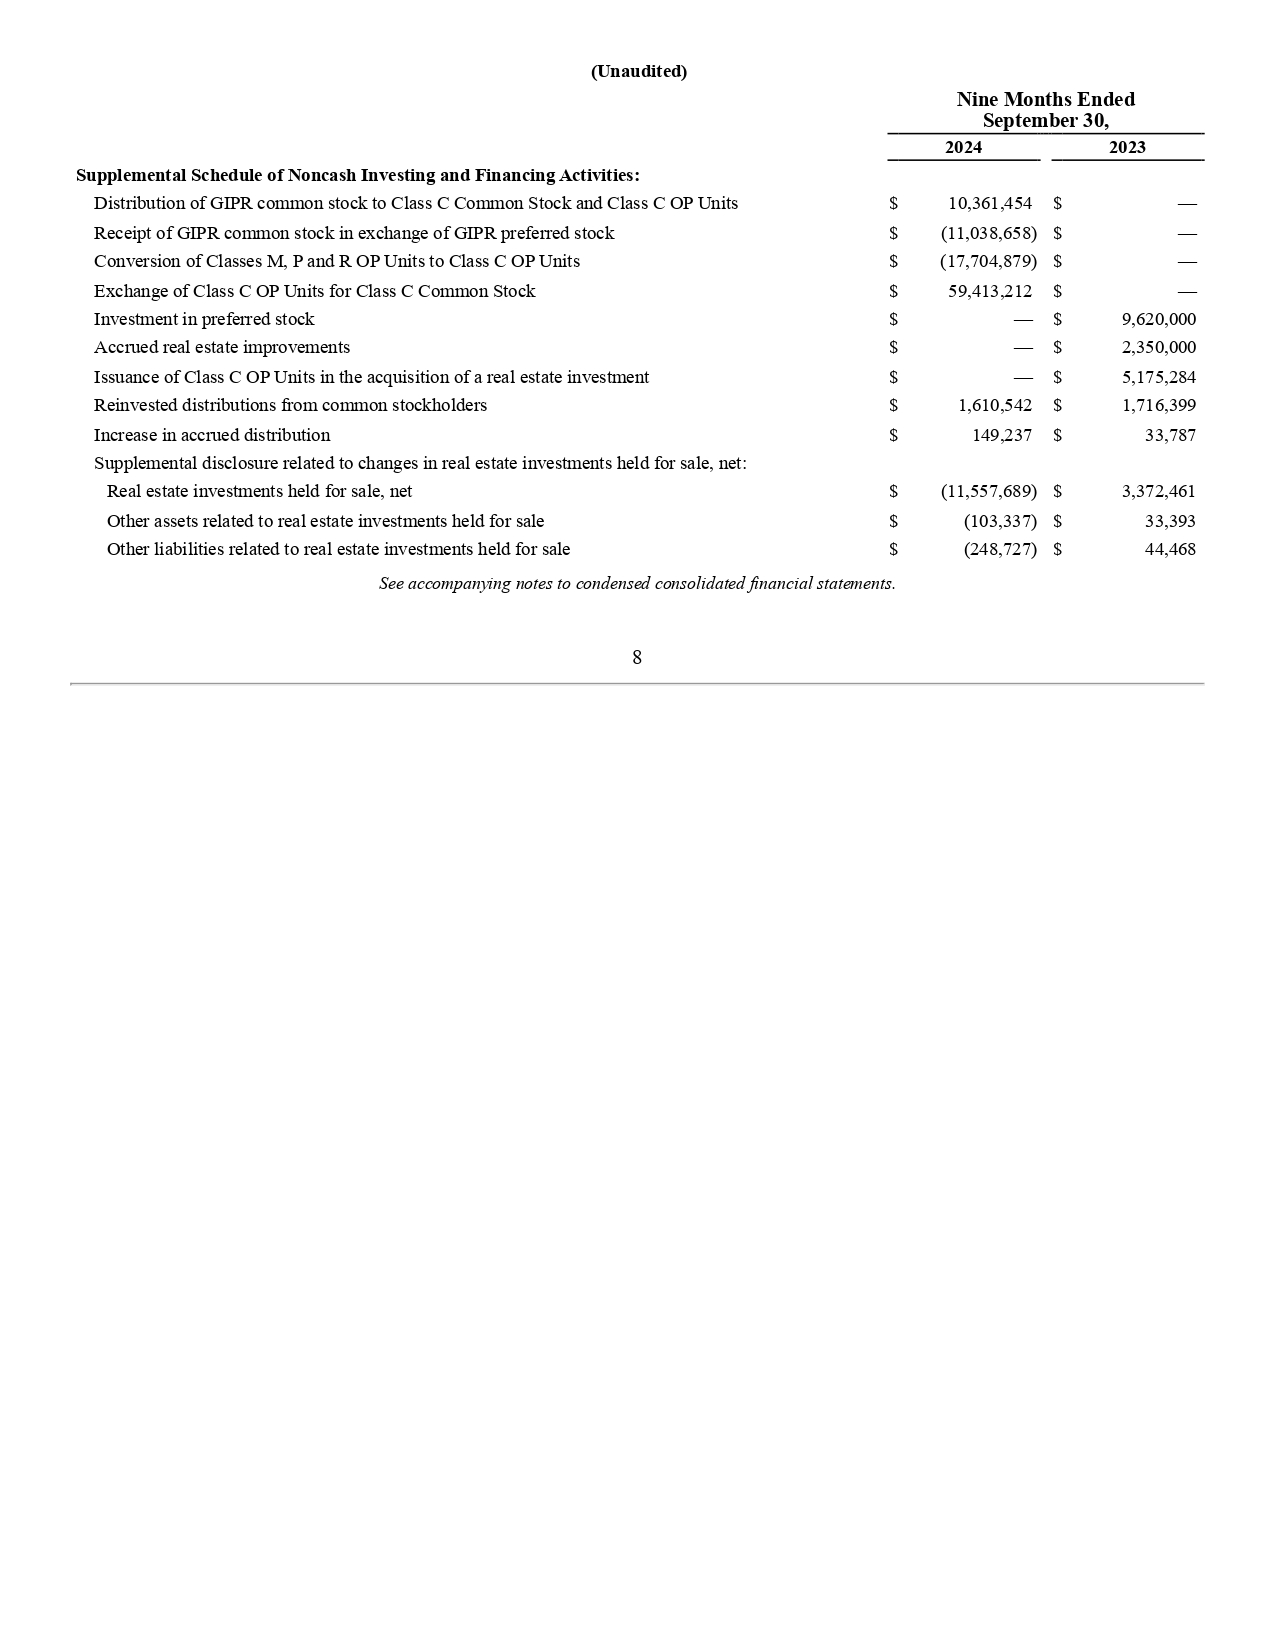 (Unaudited)
Nine Months Ended
September 30,
2024 2023
Supplemental Schedule of Noncash Investing and Financing Activities:
Distribution of GIPR common stock to Class C Common Stock and Class C OP Units $ 10,361,454 $ —
Receipt of GIPR common stock in exchange of GIPR preferred stock $ (11,038,658) $ —
Conversion of Classes M, P and R OP Units to Class C OP Units $ (17,704,879) $ —
Exchange of Class C OP Units for Class C Common Stock $ 59,413,212 $ —
Investment in preferred stock $ — $ 9,620,000
Accrued real estate improvements $ — $ 2,350,000
Issuance of Class C OP Units in the acquisition of a real estate investment $ — $ 5,175,284
Reinvested distributions from common stockholders $ 1,610,542 $ 1,716,399
Increase in accrued distribution $ 149,237 $ 33,787
Supplemental disclosure related to changes in real estate investments held for sale, net:
Real estate investments held for sale, net $ (11,557,689) $ 3,372,461
Other assets related to real estate investments held for sale $ (103,337) $ 33,393
Other liabilities related to real estate investments held for sale $ (248,727) $ 44,468
See accompanying notes to condensed consolidated financial statements.
8